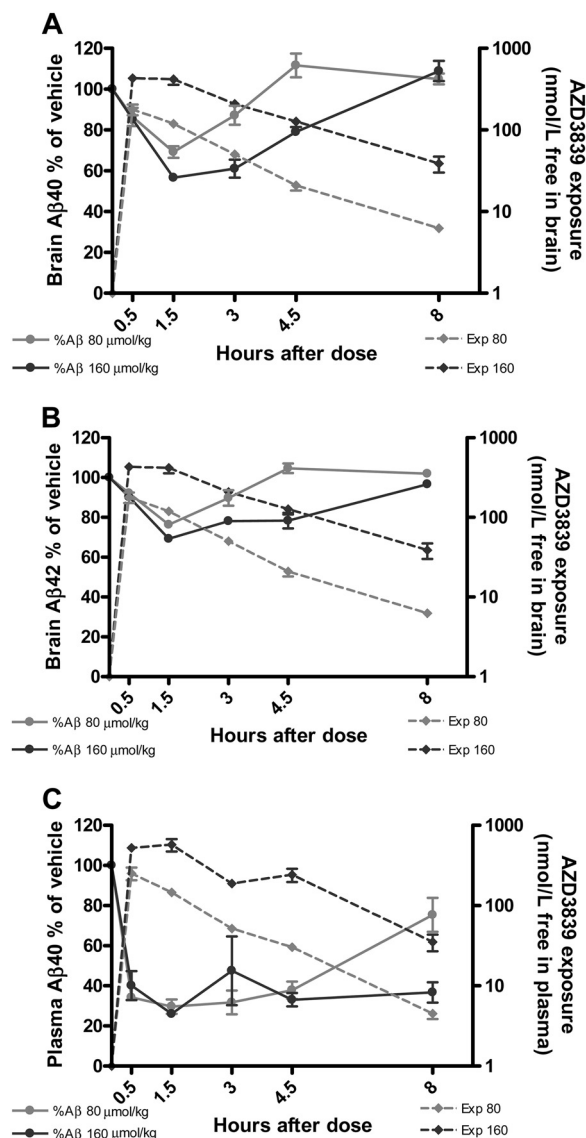 A
Brain Aβ40 % of vehicle
120
100
80
60
40
20
0
1000
100
10
1
AZD3839 exposure
(nmol/L free in brain)
0.5
1.5
3
4.5
8
Hours after dose
%Aβ 80 μmol/kg
%Aβ 160 μmol/kg
Exp 80
Exp 160
B
Brain Aβ42 % of vehicle
120
100
80
60
40
20
0
1000
100
10
1
AZD3839 exposure
(nmol/L free in brain)
0.5
1.5
3
4.5
8
Hours after dose
%Aβ 80 μmol/kg
%Aβ 160 μmol/kg
Exp 80
Exp 160
C
Plasma Aβ40 % of vehicle
120
100
80
60
40
20
0
1000
100
10
1
AZD3839 exposure
(nmol/L free in plasma)
0.5
1.5
3
4.5
8
Hours after dose
%Aβ 80 μmol/kg
%Aβ 160 μmol/kg
Exp 80
Exp 160